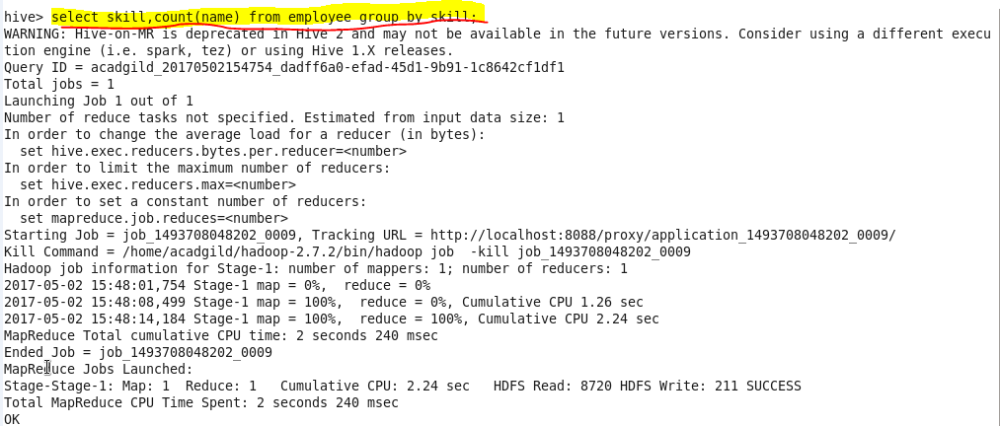 hive> select skill,count(name) from employee group by skill;
WARNING: Hive-on-MR is deprecated in Hive 2 and may not be available in the future versions. Consider using a different execu
tion engine (i.e. spark, tez) or using Hive 1.X releases.
Query ID = acadgild_20170502154754_dadff6a0-efad-45d1-9b91-1c8642cf1df1
Total jobs = 1
Launching Job 1 out of 1
Number of reduce tasks not specified. Estimated from input data size: 1
In order to change the average load for a reducer (in bytes):
  set hive.exec.reducers.bytes.per.reducer=<number>
In order to limit the maximum number of reducers:
  set hive.exec.reducers.max=<number>
In order to set a constant number of reducers:
  set mapreduce.job.reduces=<number>
Starting Job = job_1493708048202_0009, Tracking URL = http://localhost:8088/proxy/application_1493708048202_0009/
Kill Command = /home/acadgild/hadoop-2.7.2/bin/hadoop job  -kill job_1493708048202_0009
Hadoop job information for Stage-1: number of mappers: 1; number of reducers: 1
2017-05-02 15:48:01,754 Stage-1 map = 0%,  reduce = 0%
2017-05-02 15:48:08,499 Stage-1 map = 100%,  reduce = 0%, Cumulative CPU 1.26 sec
2017-05-02 15:48:14,184 Stage-1 map = 100%,  reduce = 100%, Cumulative CPU 2.24 sec
MapReduce Total cumulative CPU time: 2 seconds 240 msec
Ended Job = job_1493708048202_0009
MapReduce Jobs Launched:
Stage-Stage-1: Map: 1  Reduce: 1   Cumulative CPU: 2.24 sec   HDFS Read: 8720 HDFS Write: 211 SUCCESS
Total MapReduce CPU Time Spent: 2 seconds 240 msec
OK